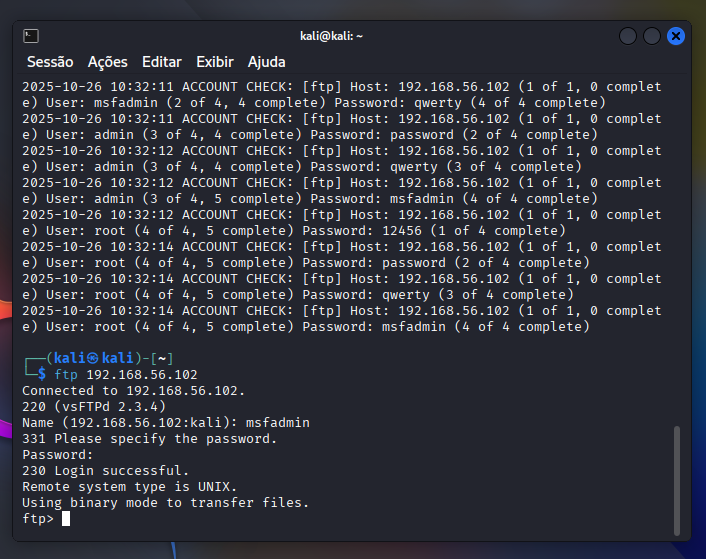 kali@kali: ~
Sessão Ações Editar Exibir Ajuda
2025-10-26 10:32:11 ACCOUNT CHECK: [ftp] Host: 192.168.56.102 (1 of 1, 0 complet
e) User: msfadmin (2 of 4, 4 complete) Password: qwerty (4 of 4 complete)
2025-10-26 10:32:11 ACCOUNT CHECK: [ftp] Host: 192.168.56.102 (1 of 1, 0 complet
e) User: admin (3 of 4, 4 complete) Password: password (2 of 4 complete)
2025-10-26 10:32:12 ACCOUNT CHECK: [ftp] Host: 192.168.56.102 (1 of 1, 0 complet
e) User: admin (3 of 4, 4 complete) Password: qwerty (3 of 4 complete)
2025-10-26 10:32:12 ACCOUNT CHECK: [ftp] Host: 192.168.56.102 (1 of 1, 0 complet
e) User: admin (3 of 4, 5 complete) Password: msfadmin (4 of 4 complete)
2025-10-26 10:32:12 ACCOUNT CHECK: [ftp] Host: 192.168.56.102 (1 of 1, 0 complet
e) User: root (4 of 4, 5 complete) Password: 12456 (1 of 4 complete)
2025-10-26 10:32:14 ACCOUNT CHECK: [ftp] Host: 192.168.56.102 (1 of 1, 0 complet
e) User: root (4 of 4, 5 complete) Password: password (2 of 4 complete)
2025-10-26 10:32:14 ACCOUNT CHECK: [ftp] Host: 192.168.56.102 (1 of 1, 0 complet
e) User: root (4 of 4, 5 complete) Password: qwerty (3 of 4 complete)
2025-10-26 10:32:14 ACCOUNT CHECK: [ftp] Host: 192.168.56.102 (1 of 1, 0 complet
e) User: root (4 of 4, 5 complete) Password: msfadmin (4 of 4 complete)
┌──(kali㉿kali)-[~]
└─$ ftp 192.168.56.102
Connected to 192.168.56.102.
220 (vsFTPd 2.3.4)
Name (192.168.56.102:kali): msfadmin
331 Please specify the password.
Password:
230 Login successful.
Remote system type is UNIX.
Using binary mode to transfer files.
ftp>